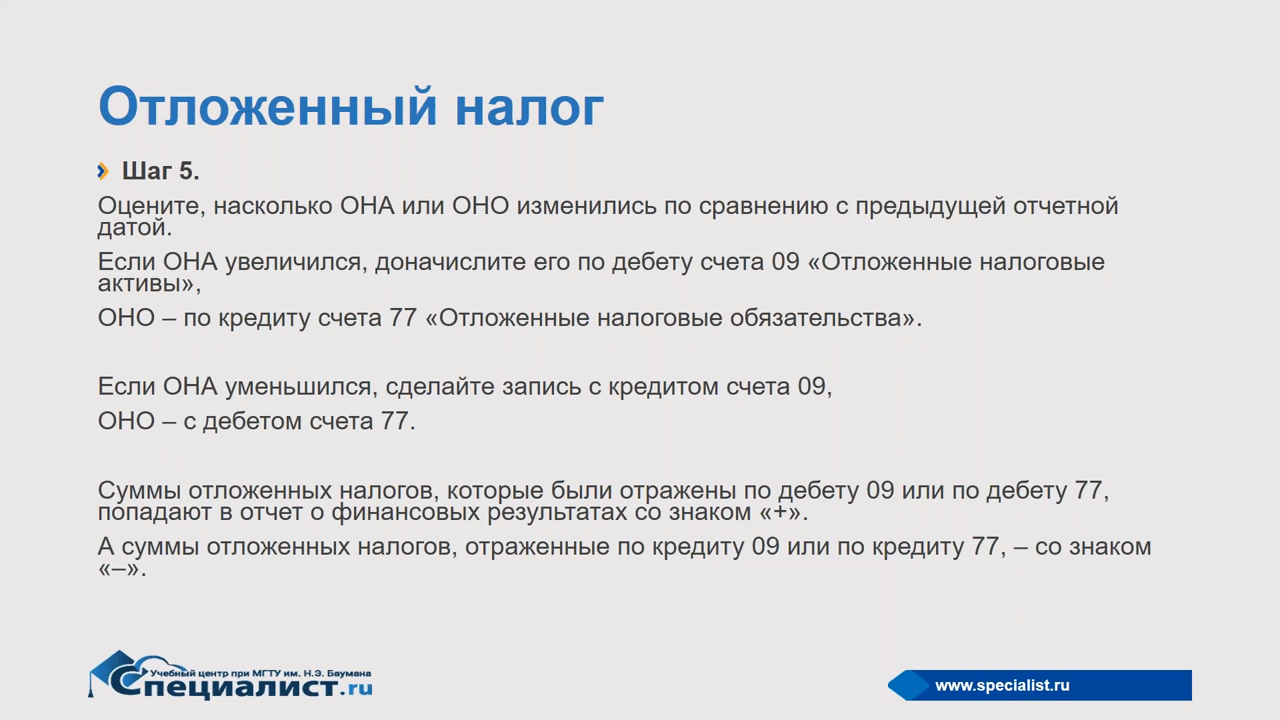 Отложенный налог
Шаг 5.
Оцените, насколько ОНА или ОНО изменились по сравнению с предыдущей отчетной
датой.
Если ОНА увеличился, доначислите его по дебету счета 09 «Отложенные налоговые
активы»,
ОНО – по кредиту счета 77 «Отложенные налоговые обязательства».
Если ОНА уменьшился, сделайте запись с кредитом счета 09,
ОНО – с дебетом счета 77.
Суммы отложенных налогов, которые были отражены по дебету 09 или по дебету 77,
попадают в отчет о финансовых результатах со знаком «+».
А суммы отложенных налогов, отраженные по кредиту 09 или по кредиту 77, – со знаком
«–».
Учебный центр при МГТУ им. Н.Э. Баумана
Специалист.ru
www.specialist.ru